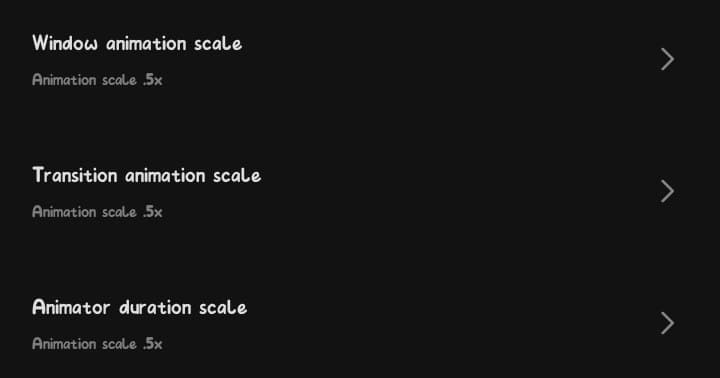 Window animation scale
Animation scale .5x
Transition animation scale
Animation scale .5x
Animator duration scale
Animation scale .5x